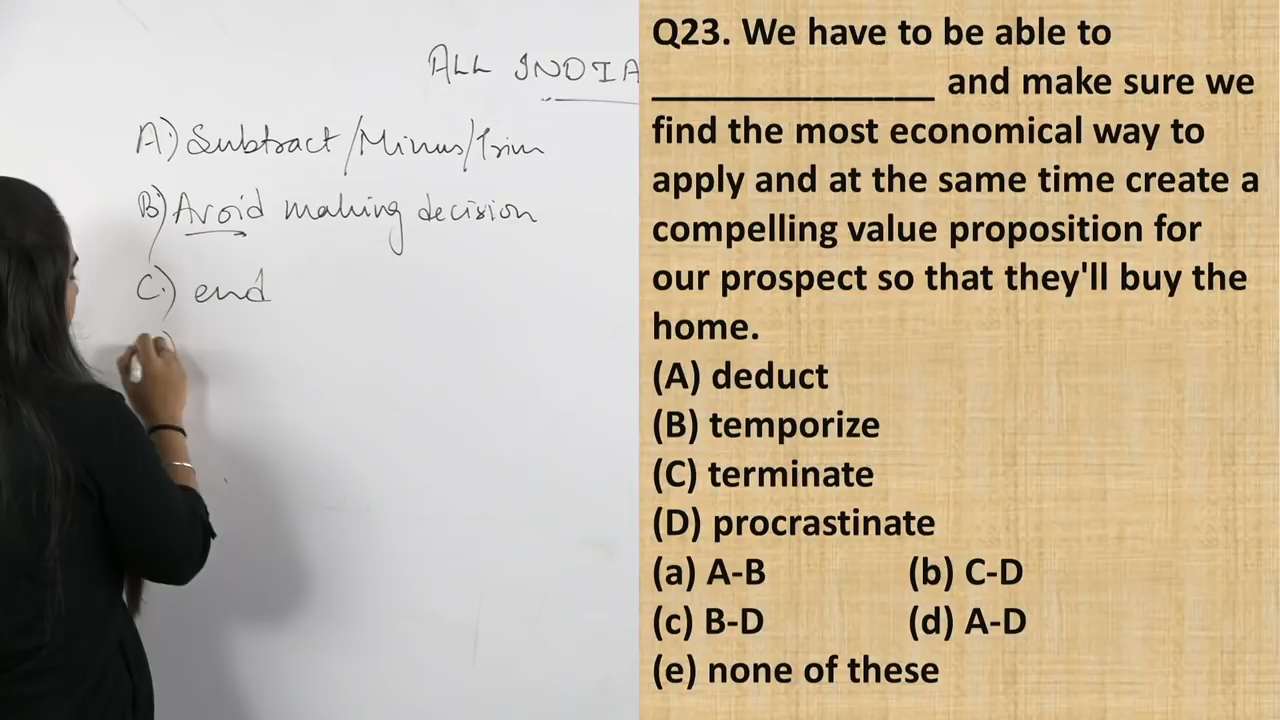 ALL INDIA
A) Subtract/Minus/Trim
B) Avoid making decision
C) end
Q23. We have to be able to
______________ and make sure we
find the most economical way to
apply and at the same time create a
compelling value proposition for
our prospect so that they'll buy the
home.
(A) deduct
(B) temporize
(C) terminate
(D) procrastinate
(a) A-B (b) C-D
(c) B-D (d) A-D
(e) none of these